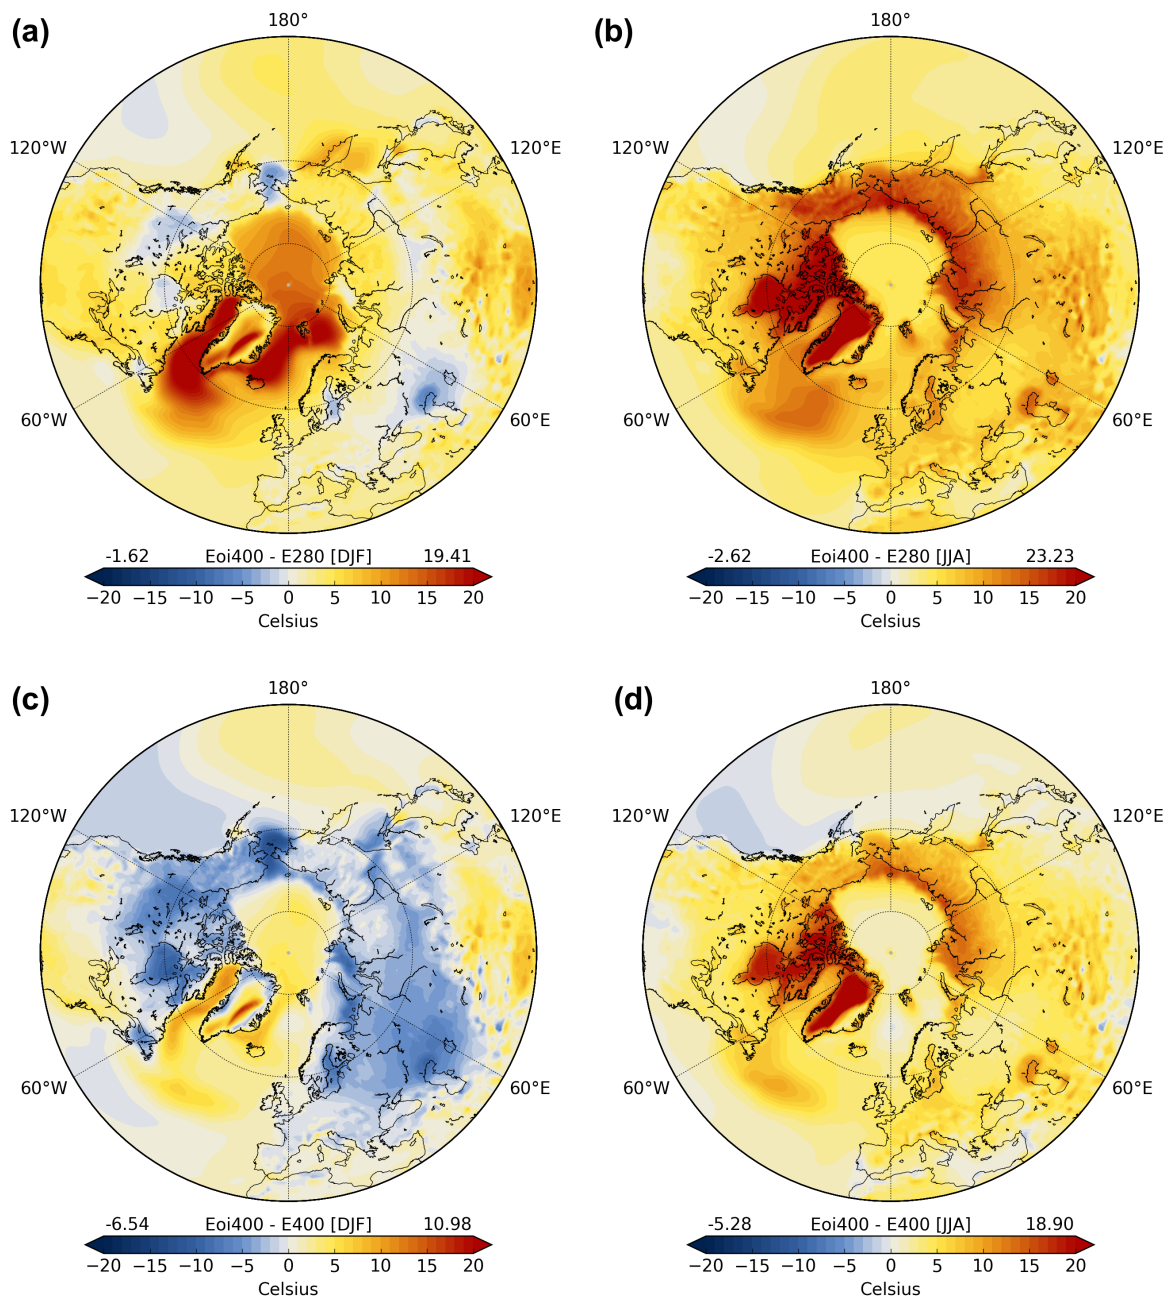 (a)
180°
120°W
120°E
60°W
60°E
-1.62 Eoi400 - E280 [DJF] 19.41
−20 −15 −10 −5 0 5 10 15 20
Celsius
(b)
180°
120°W
120°E
60°W
60°E
-2.62 Eoi400 - E280 [JJA] 23.23
−20 −15 −10 −5 0 5 10 15 20
Celsius
(c)
180°
120°W
120°E
60°W
60°E
-6.54 Eoi400 - E400 [DJF] 10.98
−20 −15 −10 −5 0 5 10 15 20
Celsius
(d)
180°
120°W
120°E
60°W
60°E
-5.28 Eoi400 - E400 [JJA] 18.90
−20 −15 −10 −5 0 5 10 15 20
Celsius